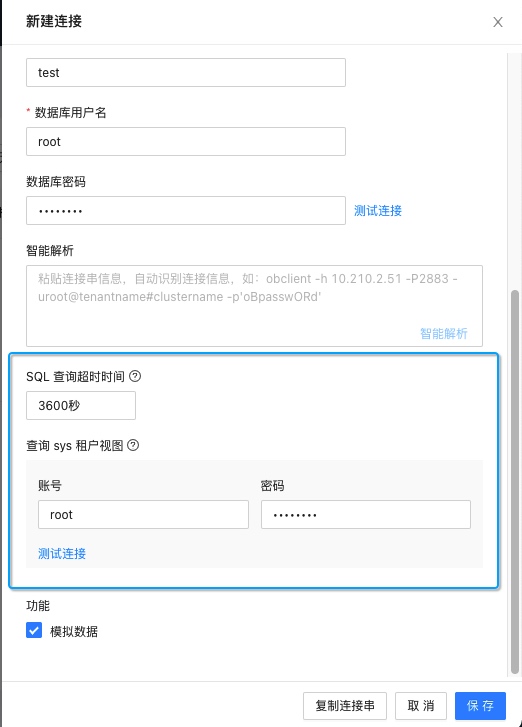 新建连接
test
* 数据库用户名
root
数据库密码
••••••••
测试连接
智能解析
粘贴连接串信息，自动识别连接信息，如：obclient -h 10.210.2.51 -P2883 -
uroot@tenantname#clustername -p'oBpasswORd'
智能解析
SQL 查询超时时间
3600秒
查询 sys 租户视图
账号 密码
root ••••••••
测试连接
功能
模拟数据
复制连接串 取 消 保 存